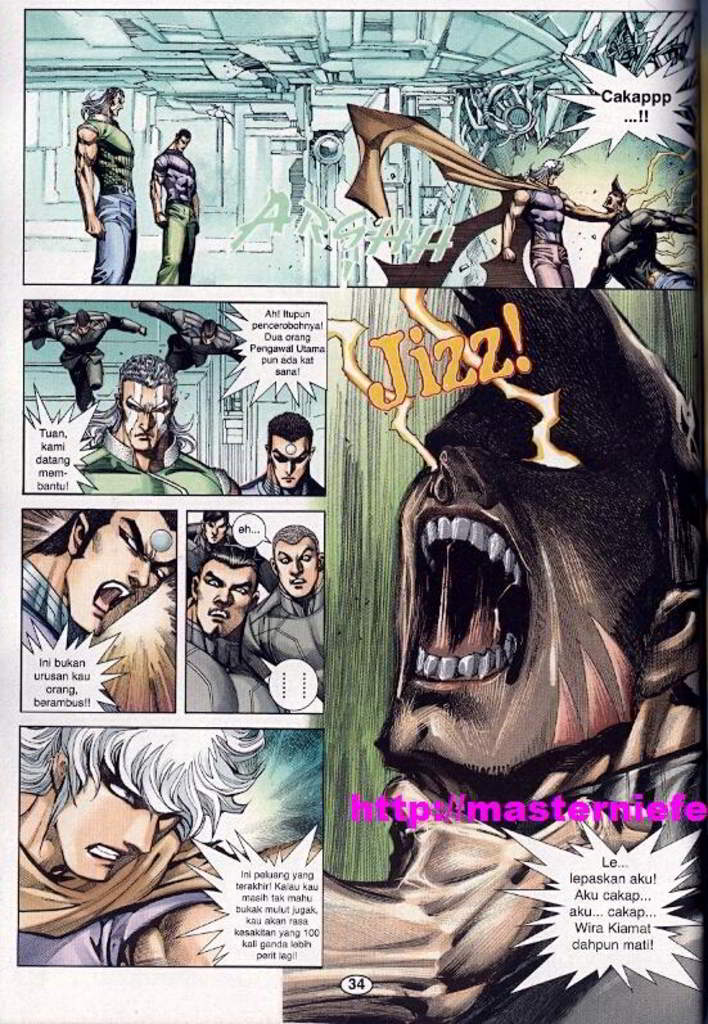 Cakappp
...!!
ARGHH
!
Ah! Itupun
pencerobohnya!
Dua orang
Pengawal Utama
pun ada kat
sana!
Tuan,
kami
datang
mem-
bantu!
Jizz!
Ini bukan
urusan kau
orang,
berambus!!
eh...
Ini peluang yang
terakhir! Kalau kau
masih tak mahu
bukak mulut jugak,
kau akan rasa
kesakitan yang 100
kali ganda lebih
perit lagi!
http://masterniefe
Le...
lepaskan aku!
Aku cakap...
aku... cakap...
Wira Kiamat
dahpun mati!
34